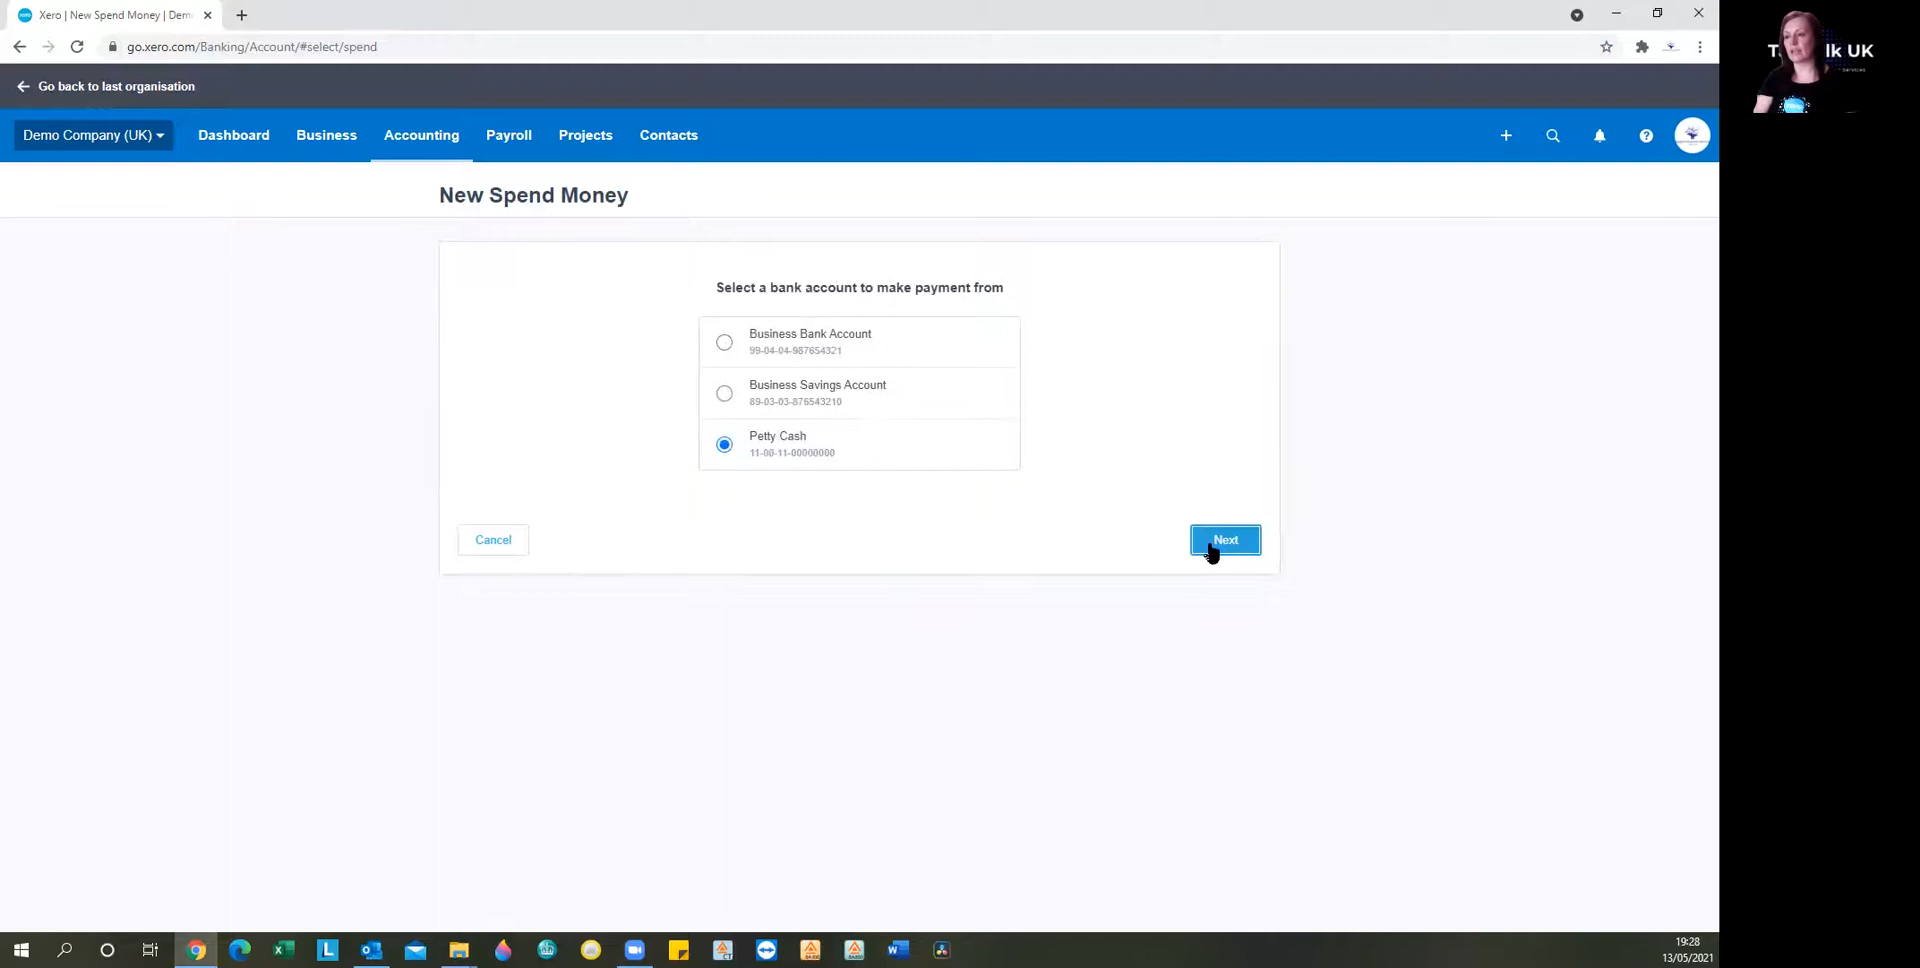 Xero | New Spend Money | Dem
go.xero.com/Banking/Account/#select/spend
Go back to last organisation
Demo Company (UK)
Dashboard
Business
Accounting
Payroll
Projects
Contacts
New Spend Money
Select a bank account to make payment from
Business Bank Account
99-04-04-987654321
Business Savings Account
89-03-03-876543210
Petty Cash
11-00-11-00000000
Cancel
Next
lk UK
19:28
13/05/2021